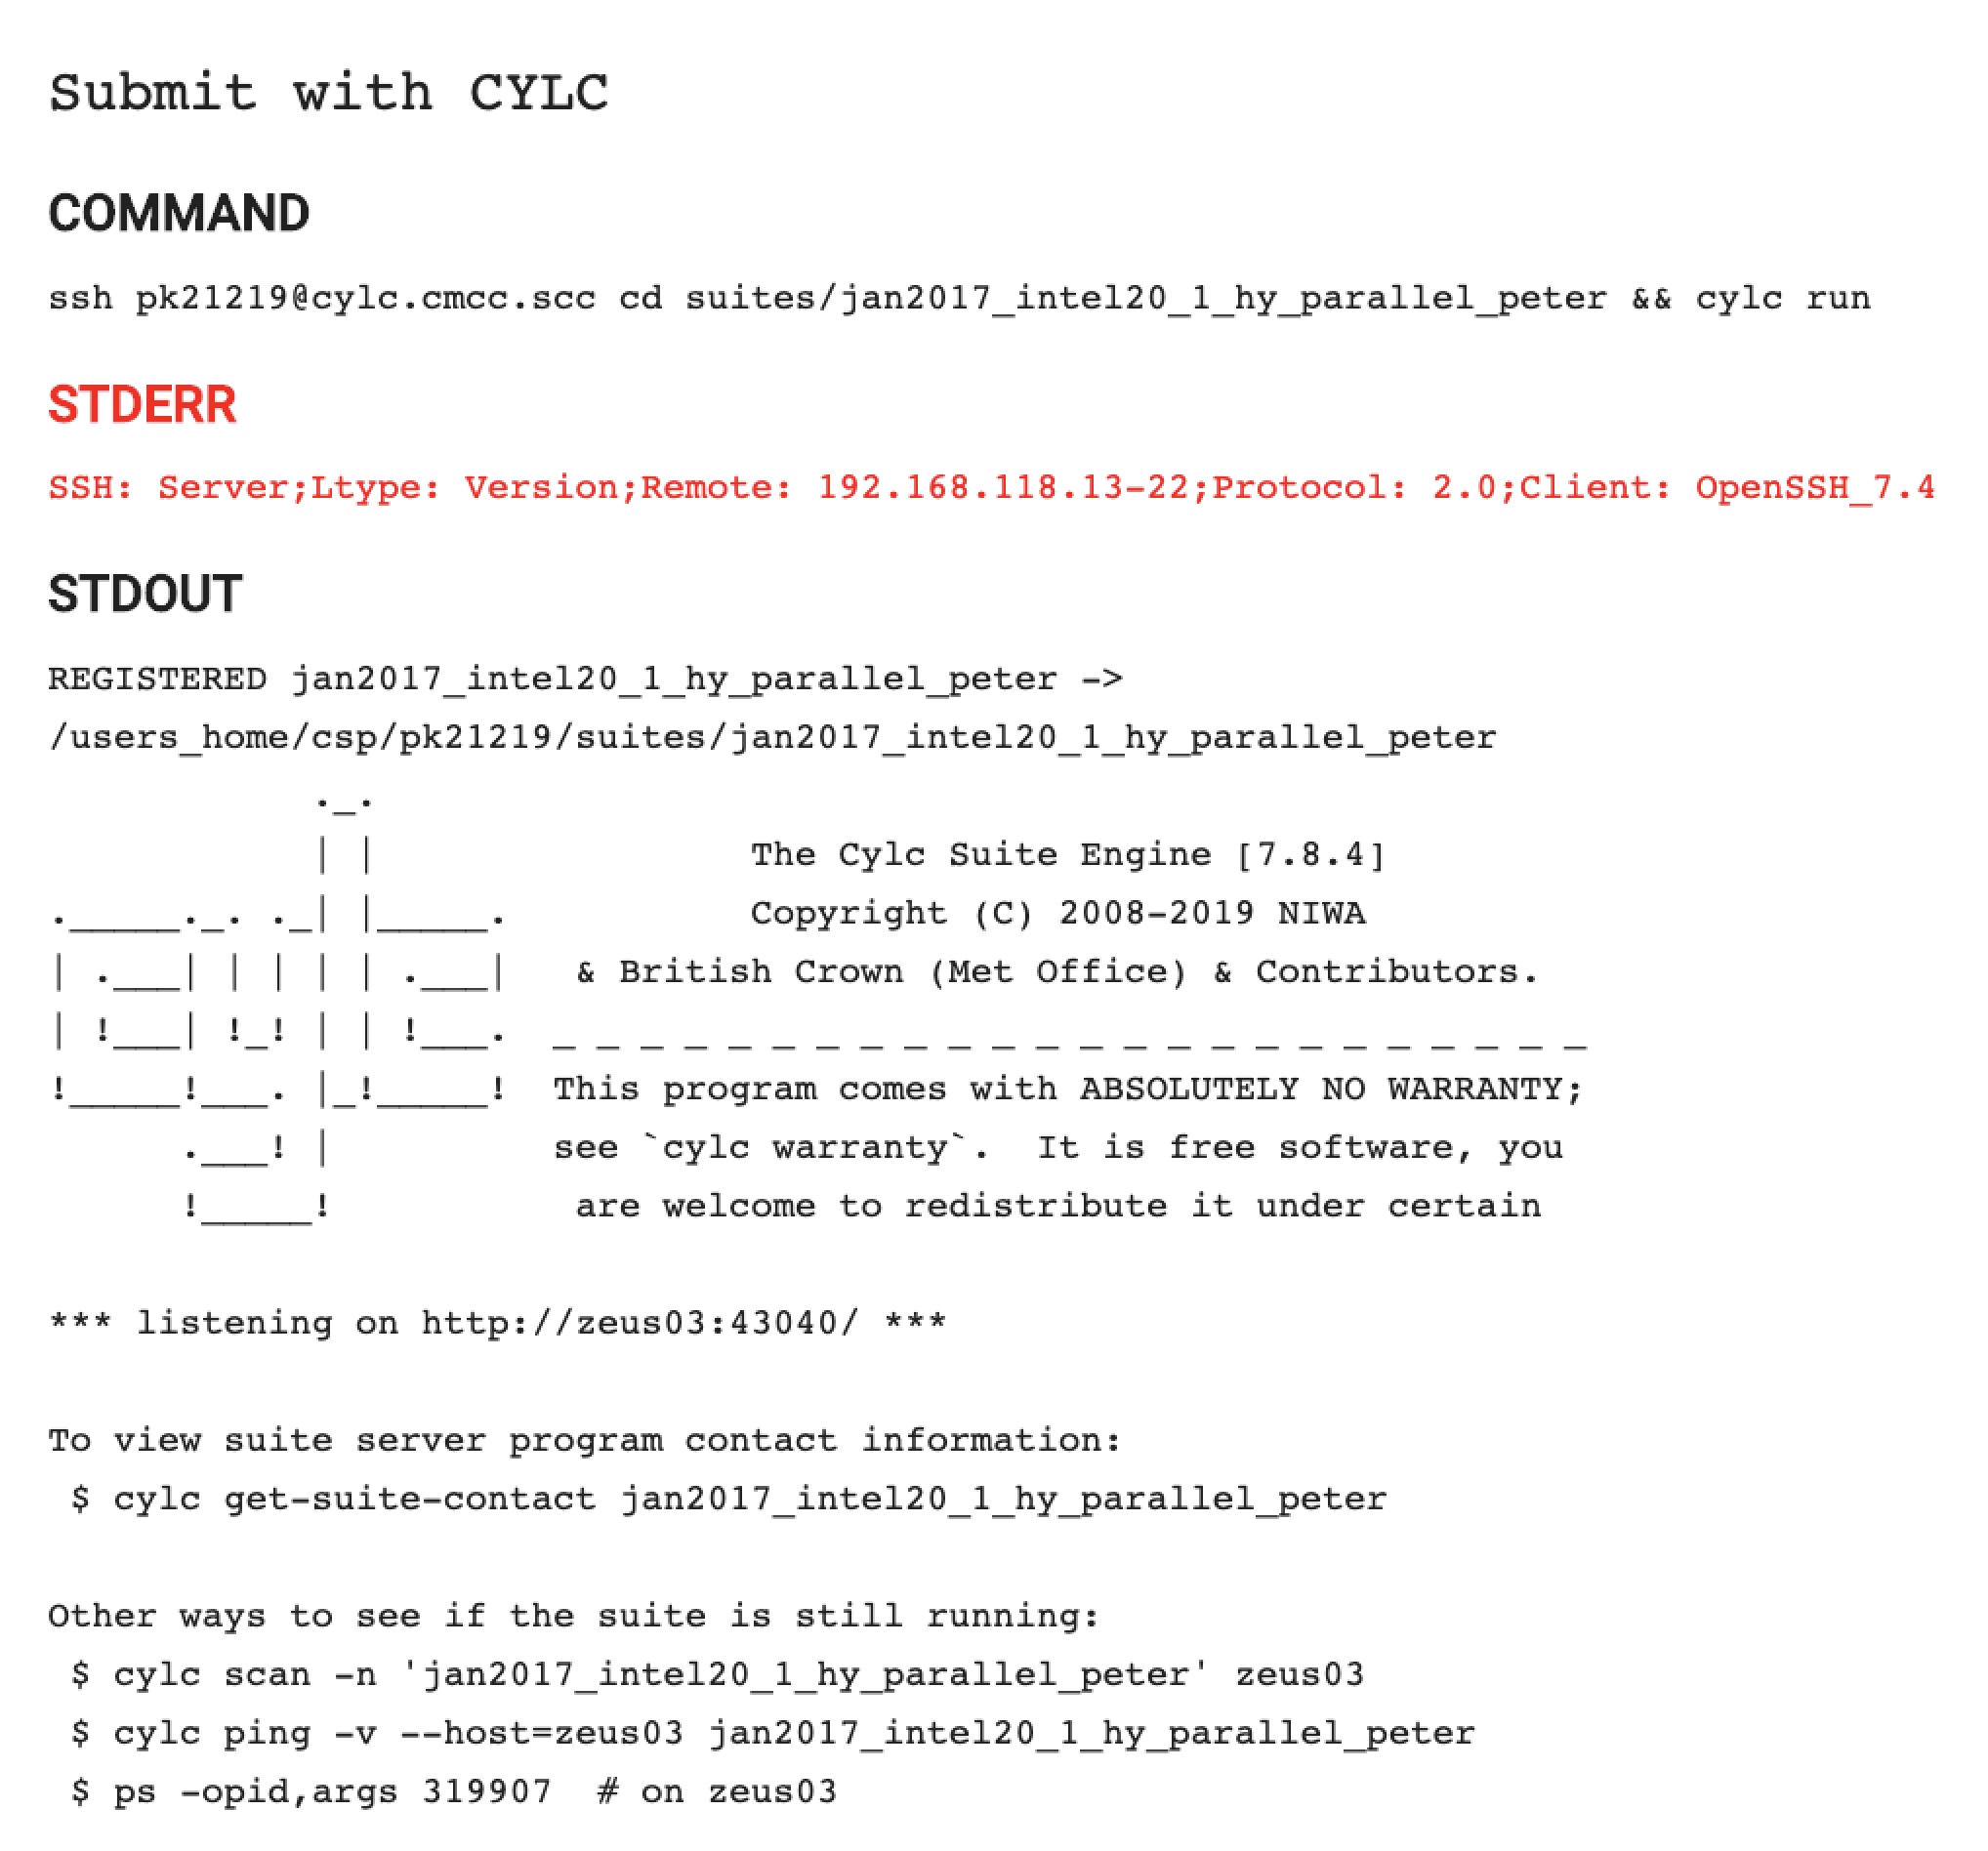 Submit with CYLC
COMMAND
ssh pk21219@cylc.cmcc.scc cd suites/jan2017_intel20_1_hy_parallel_peter && cylc run
STDERR
SSH: Server;Ltype: Version;Remote: 192.168.118.13-22;Protocol: 2.0;Client: OpenSSH_7.4
STDOUT
REGISTERED jan2017_intel20_1_hy_parallel_peter ->
/users_home/csp/pk21219/suites/jan2017_intel20_1_hy_parallel_peter
            ._.
            | |                 The Cylc Suite Engine [7.8.4]
._____._. ._| |_____.           Copyright (C) 2008-2019 NIWA
| .___| | | | | .___|   & British Crown (Met Office) & Contributors.
| !___| !_! | | !___.  _ _ _ _ _ _ _ _ _ _ _ _ _ _ _ _ _ _ _ _ _ _ _ _
!_____!___. |_!_____!  This program comes with ABSOLUTELY NO WARRANTY;
      .___! |          see `cylc warranty`.  It is free software, you
      !_____!           are welcome to redistribute it under certain
*** listening on http://zeus03:43040/ ***
To view suite server program contact information:
 $ cylc get-suite-contact jan2017_intel20_1_hy_parallel_peter
Other ways to see if the suite is still running:
 $ cylc scan -n 'jan2017_intel20_1_hy_parallel_peter' zeus03
 $ cylc ping -v --host=zeus03 jan2017_intel20_1_hy_parallel_peter
 $ ps -opid,args 319907  # on zeus03